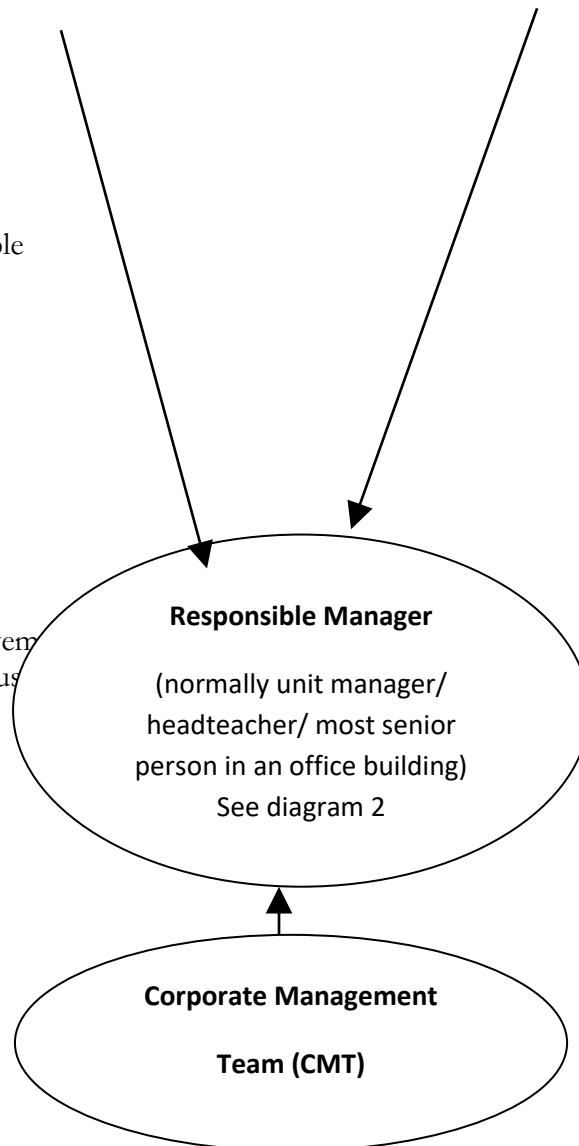 Responsible Manager
(normally unit manager/
headteacher/ most senior
person in an office building)
See diagram 2
Corporate Management
Team (CMT)